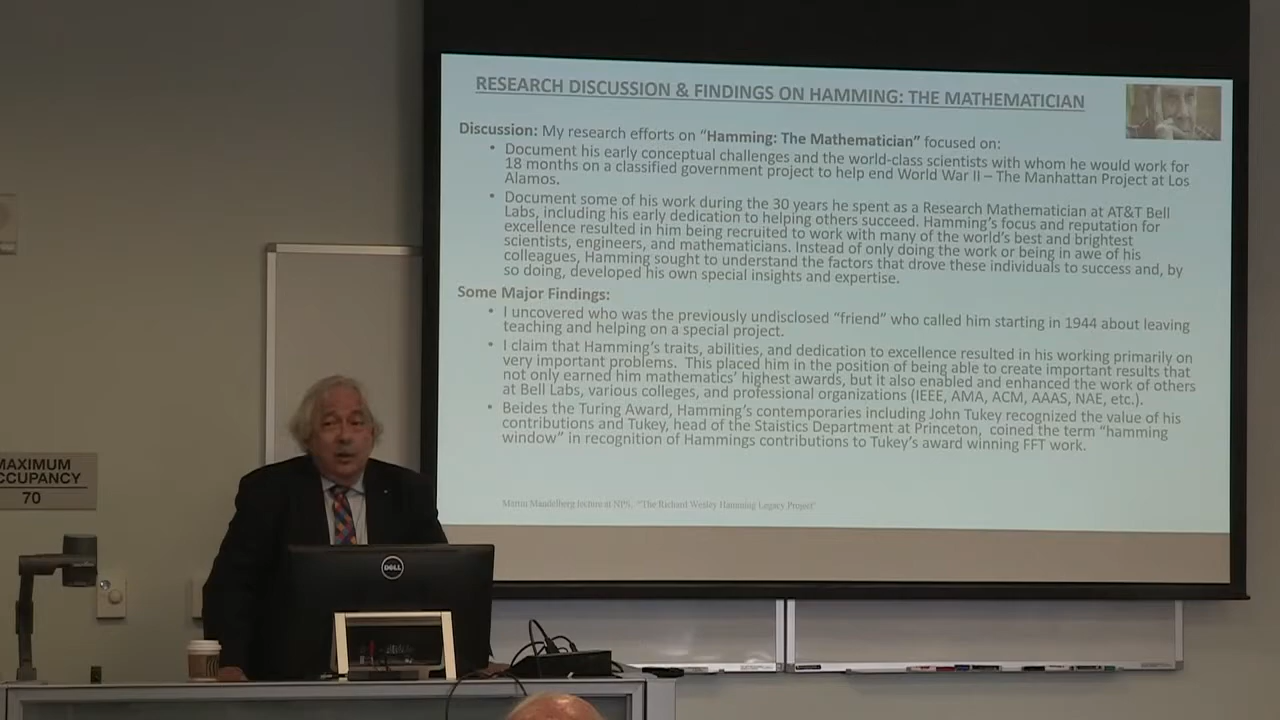 RESEARCH DISCUSSION & FINDINGS ON HAMMING: THE MATHEMATICIAN
Discussion: My research efforts on “Hamming: The Mathematician” focused on:
• Document his early conceptual challenges and the world-class scientists with whom he would work for
18 months on a classified government project to help end World War II – The Manhattan Project at Los
Alamos.
• Document some of his work during the 30 years he spent as a Research Mathematician at AT&T Bell
Labs, including his early dedication to helping others succeed. Hamming’s focus and reputation for
excellence resulted in him being recruited to work with many of the world’s best and brightest
scientists, engineers, and mathematicians. Instead of only doing the work or being in awe of his
colleagues, Hamming sought to understand the factors that drove these individuals to success and, by
so doing, developed his own special insights and expertise.
Some Major Findings:
• I uncovered who was the previously undisclosed “friend” who called him starting in 1944 about leaving
teaching and helping on a special project.
• I claim that Hamming’s traits, abilities, and dedication to excellence resulted in his working primarily on
very important problems. This placed him in the position of being able to create important results that
not only earned him mathematics’ highest awards, but it also enabled and enhanced the work of others
at Bell Labs, various colleges, and professional organizations (IEEE, AMA, ACM, AAAS, NAE, etc.).
• Beides the Turing Award, Hamming’s contemporaries including John Tukey recognized the value of his
contributions and Tukey, head of the Staistics Department at Princeton, coined the term “hamming
window” in recognition of Hammings contributions to Tukey’s award winning FFT work.
Martin Mandelberg lecture at NPS, “The Richard Wesley Hamming Legacy Project”
MAXIMUM
CCUPANCY
70
DELL